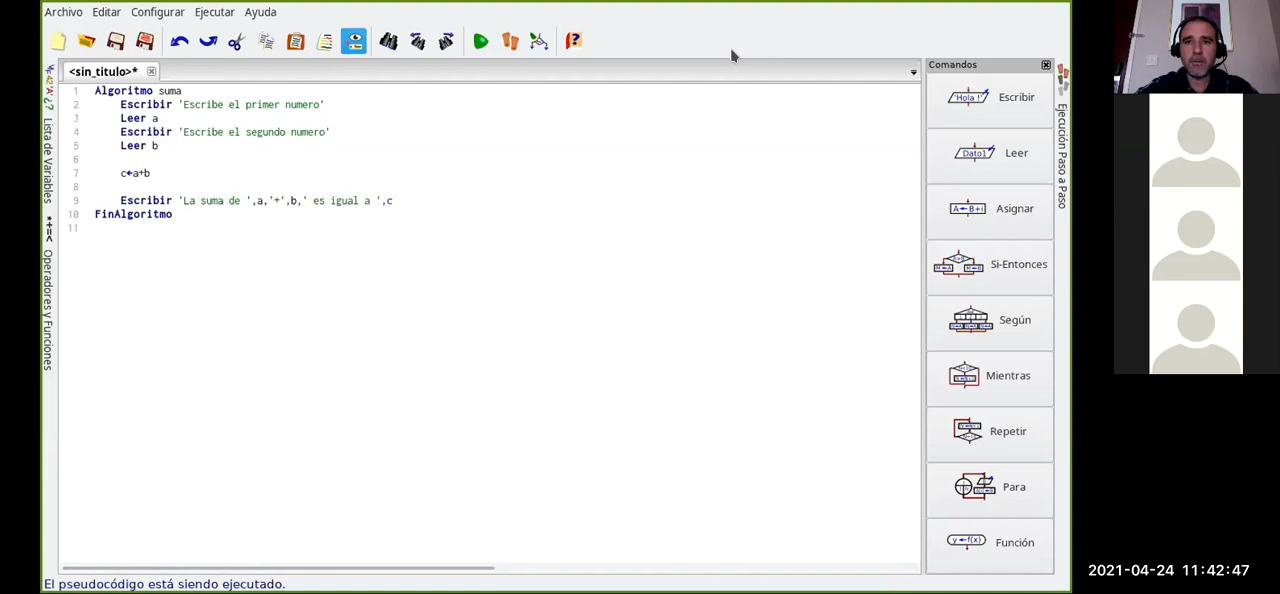 Archivo Editar Configurar Ejecutar Ayuda
<sin_titulo>*
Comandos
1 Algoritmo suma
2 Escribir 'Escribe el primer numero'
3 Leer a
4 Escribir 'Escribe el segundo numero'
5 Leer b
6
7 c←a+b
8
9 Escribir 'La suma de ',a,'+',b,' es igual a ',c
10 FinAlgoritmo
11
Lista de Variables
*+=<
Operadores y Funciones
'Hola !' Escribir
Dato1 Leer
A←B+i Asignar
Si-Entonces
Según
Mientras
Repetir
Para
y←f(x) Función
Ejecución Paso a Paso
El pseudocódigo está siendo ejecutado.
2021-04-24 11:42:47